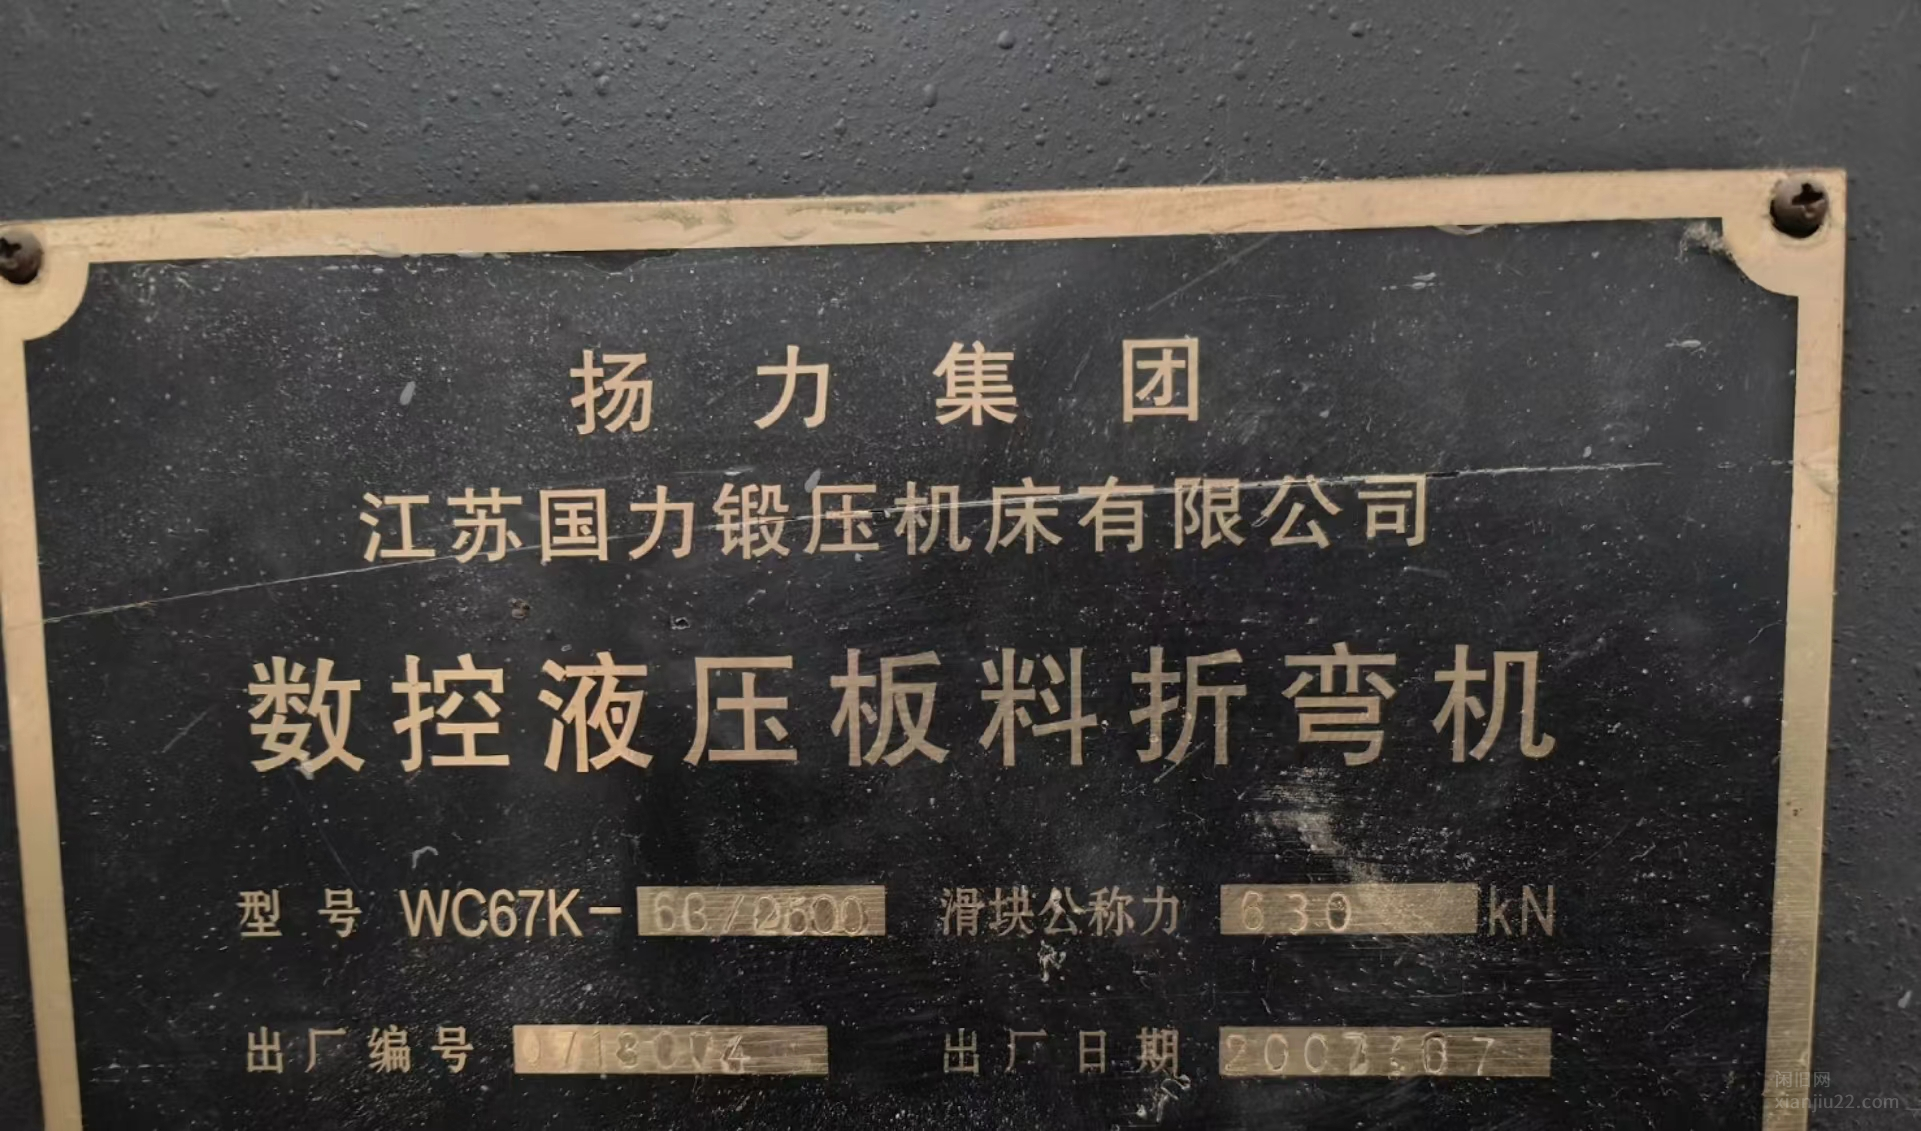 扬力集团
江苏国力锻压机床有限公司
数控液压板料折弯机
型号 WC67K-63/2500 滑块公称力 630 kN
出厂编号 出厂日期
闲旧网
xianjiu22.com